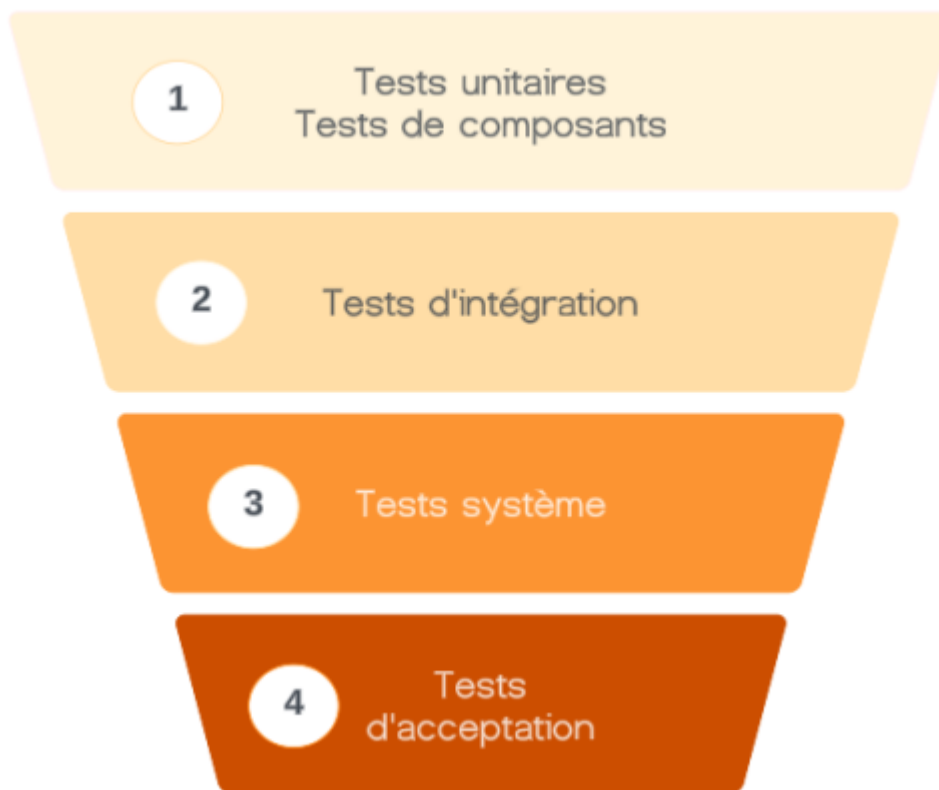 1
Tests unitaires
Tests de composants
2
Tests d'intégration
3
Tests système
4
Tests
d'acceptation